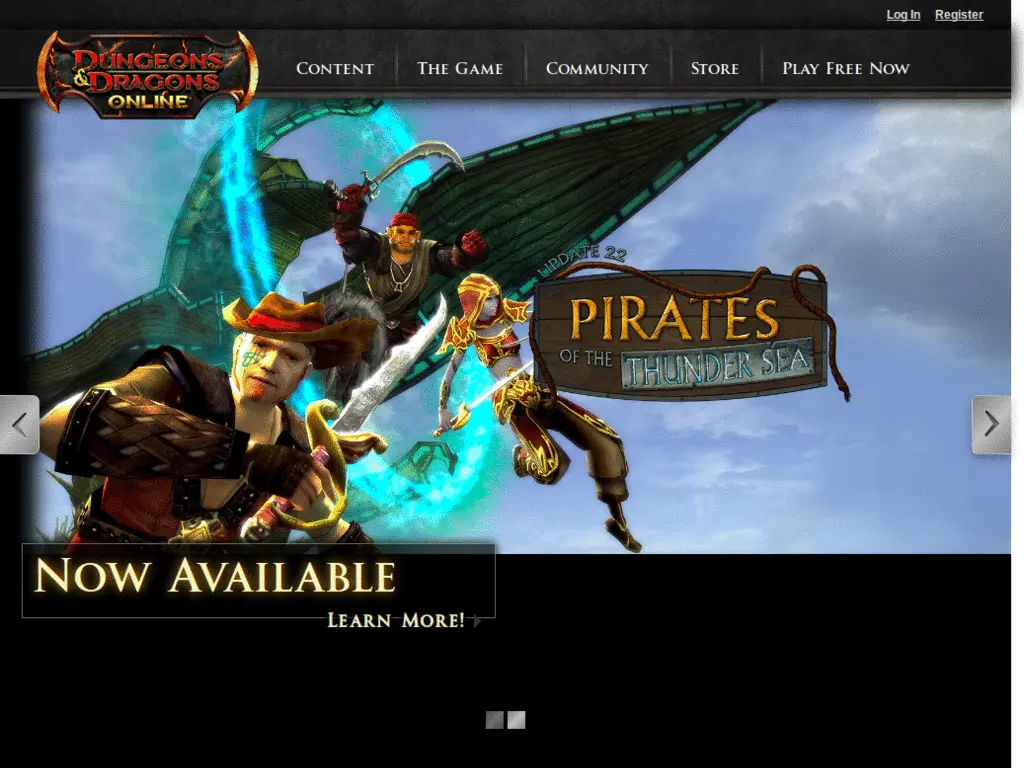 Log In Register
DUNGEONS
& DRAGONS
ONLINE
Content The Game Community Store Play Free Now
UPDATE 22
PIRATES
OF THE THUNDER SEA
Now Available
Learn More!